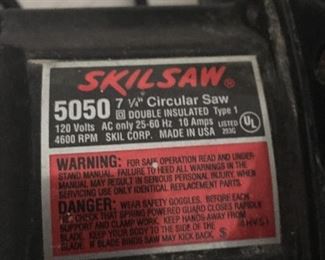 SKILSAW®
5050 7 ¼" Circular Saw
DOUBLE INSULATED Type 1
120 Volts AC only 25-60 Hz 10 Amps
4600 RPM SKIL CORP. MADE IN USA
LISTED
293G
UL ®
WARNING: FOR SAFE OPERATION READ AND UNDER-
STAND MANUAL. FAILURE TO HEED ALL WARNINGS
MAY RESULT IN SERIOUS PERSONAL INJURY. WHEN
SERVICING USE ONLY IDENTICAL REPLACEMENT PARTS.
DANGER: WEAR SAFETY GOGGLES. BEFORE EACH
USE CHECK THAT SPRING POWERED GUARD CLOSES RAPIDLY
AND CLAMP WORK. KEEP HANDS AWAY FROM
BLADE. KEEP YOUR BODY TO THE SIDE OF THE
BLADE. IF BLADE BINDS SAW MAY KICK BACK. S